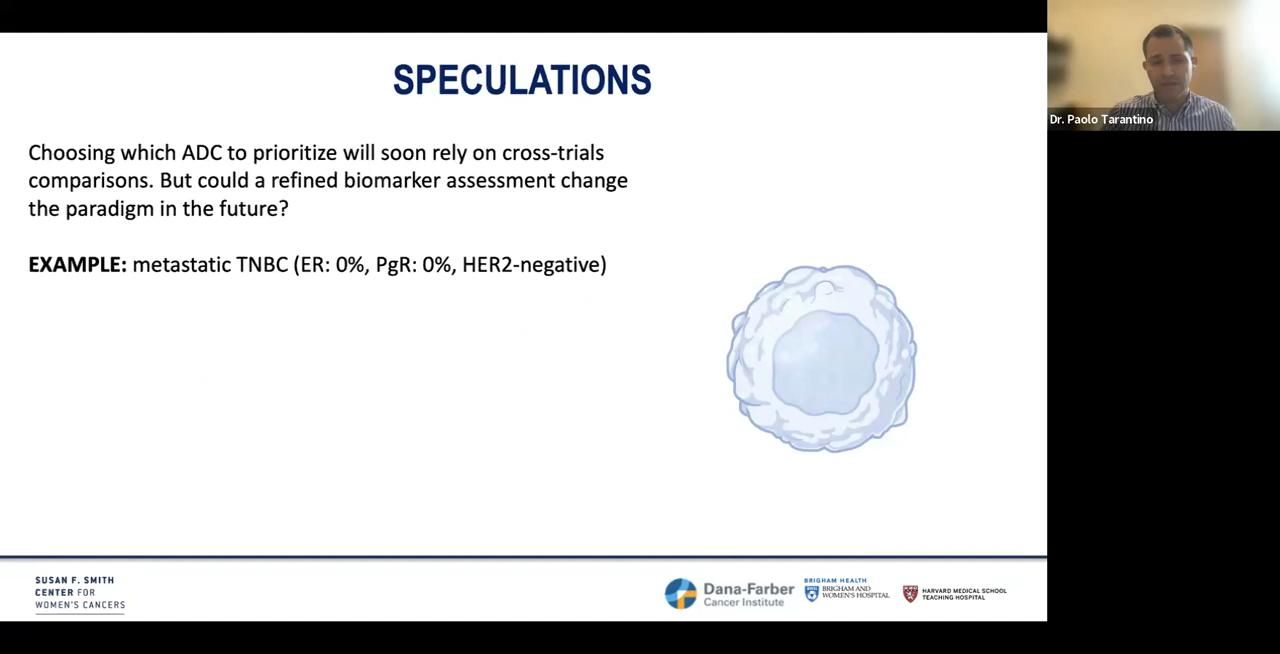 SPECULATIONS
Choosing which ADC to prioritize will soon rely on cross-trials
comparisons. But could a refined biomarker assessment change
the paradigm in the future?
EXAMPLE: metastatic TNBC (ER: 0%, PgR: 0%, HER2-negative)
Dr. Paolo Tarantino
SUSAN F. SMITH
CENTER FOR
WOMEN'S CANCERS
Dana-Farber
Cancer Institute
BRIGHAM HEALTH
BRIGHAM AND
WOMEN'S HOSPITAL
HARVARD MEDICAL SCHOOL
TEACHING HOSPITAL